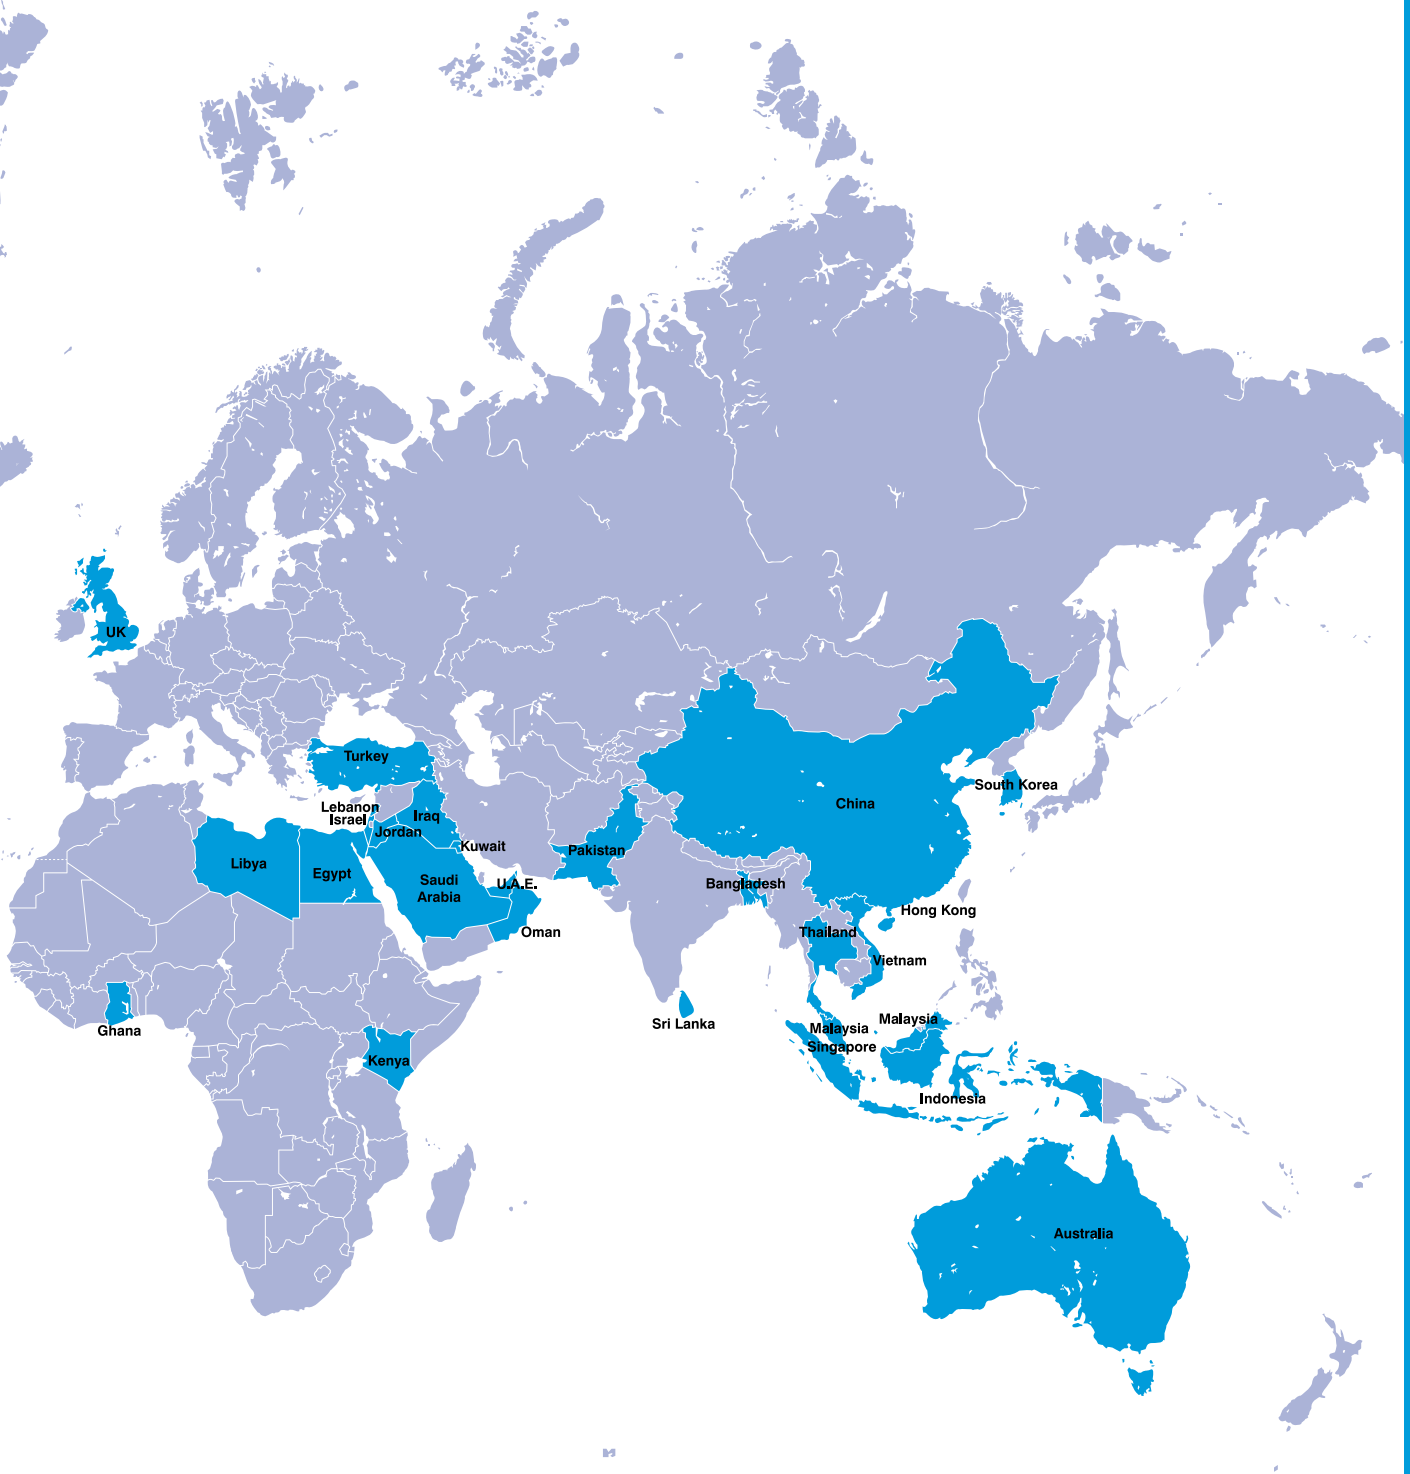 UK
Turkey
South Korea
China
Lebanon
Israel
Iraq
Jordan
Kuwait
Pakistan
Libya
Egypt
Saudi
Arabia
U.A.E.
Bangladesh
Hong Kong
Oman
Thailand
Vietnam
Ghana
Sri Lanka
Malaysia
Malaysia
Singapore
Kenya
Indonesia
Australia